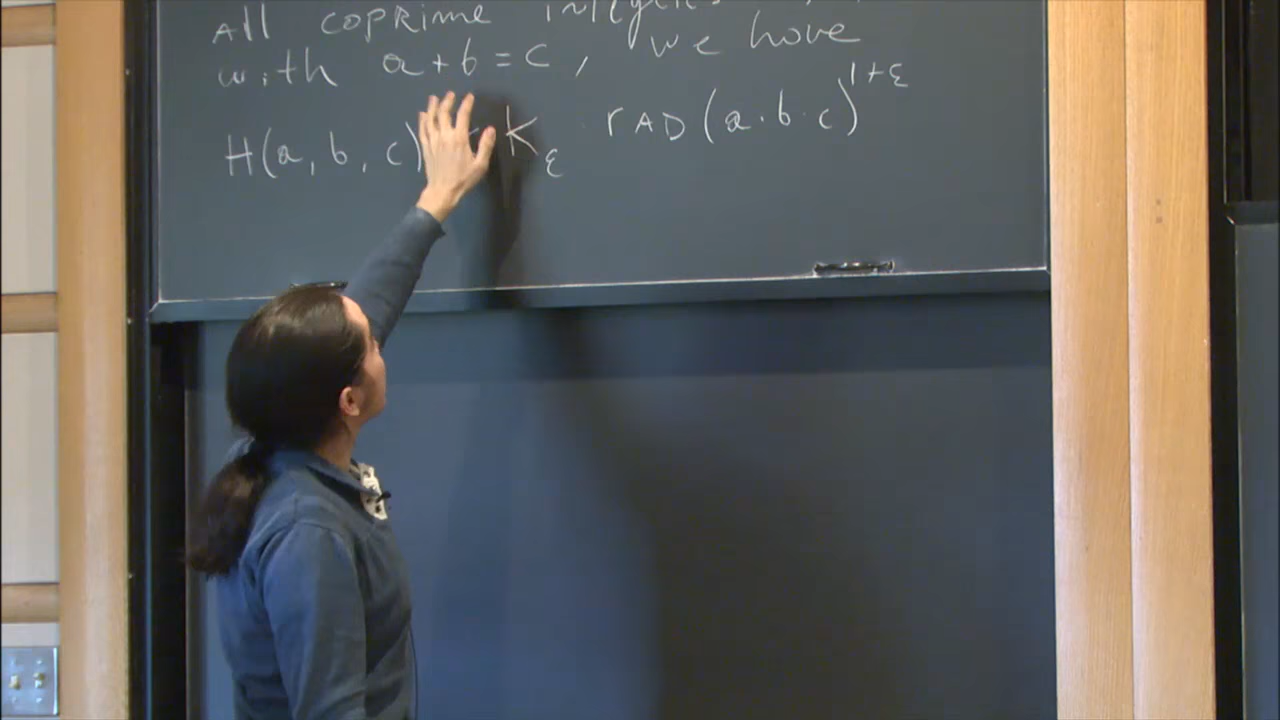 All coprime integers
with a+b=c, we have
H(a, b, c) K_ε rAD(a·b·c)^{1+ε}